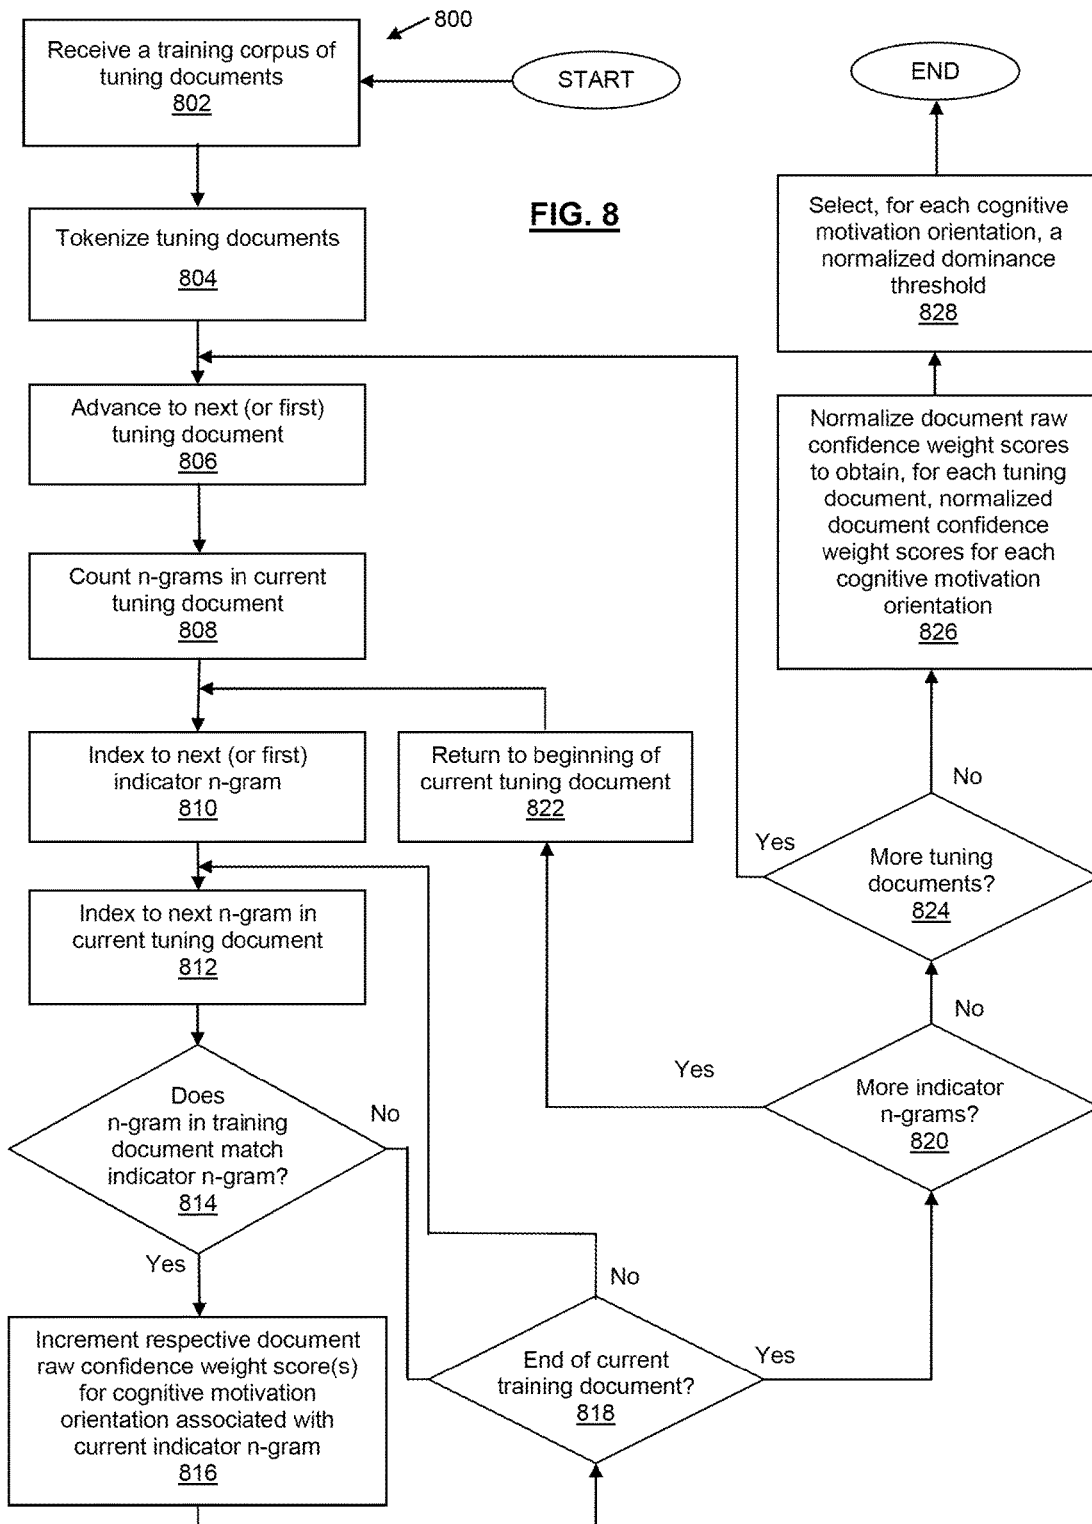 800
Receive a training corpus of
tuning documents
802
START
END
FIG. 8
Tokenize tuning documents
804
Advance to next (or first)
tuning document
806
Count n-grams in current
tuning document
808
Index to next (or first)
indicator n-gram
810
Return to beginning of
current tuning document
822
Index to next n-gram in
current tuning document
812
Does
n-gram in training
document match
indicator n-gram?
814
No
Yes
Increment respective document
raw confidence weight score(s)
for cognitive motivation
orientation associated with
current indicator n-gram
816
End of current
training document?
818
No
Yes
More indicator
n-grams?
820
Yes
No
More tuning
documents?
824
Yes
No
Normalize document raw
confidence weight scores
to obtain, for each tuning
document, normalized
document confidence
weight scores for each
cognitive motivation
orientation
826
Select, for each cognitive
motivation orientation, a
normalized dominance
threshold
828